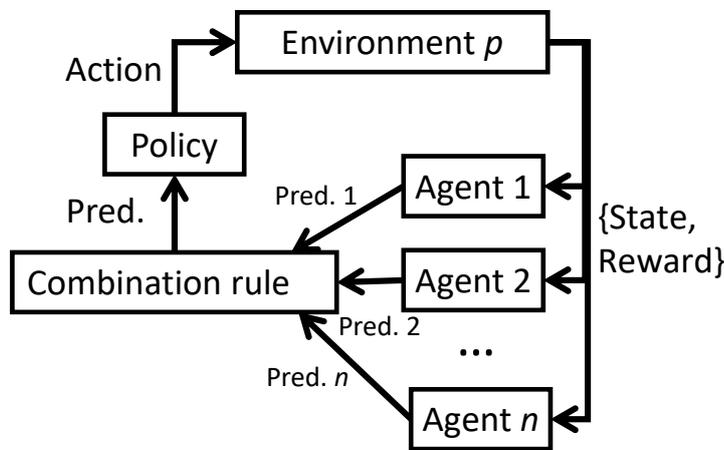 Environment p
Action
Policy
Pred. 1
Agent 1
Pred.
{State,
Reward}
Combination rule
Agent 2
Pred. 2
...
Pred. n
Agent n